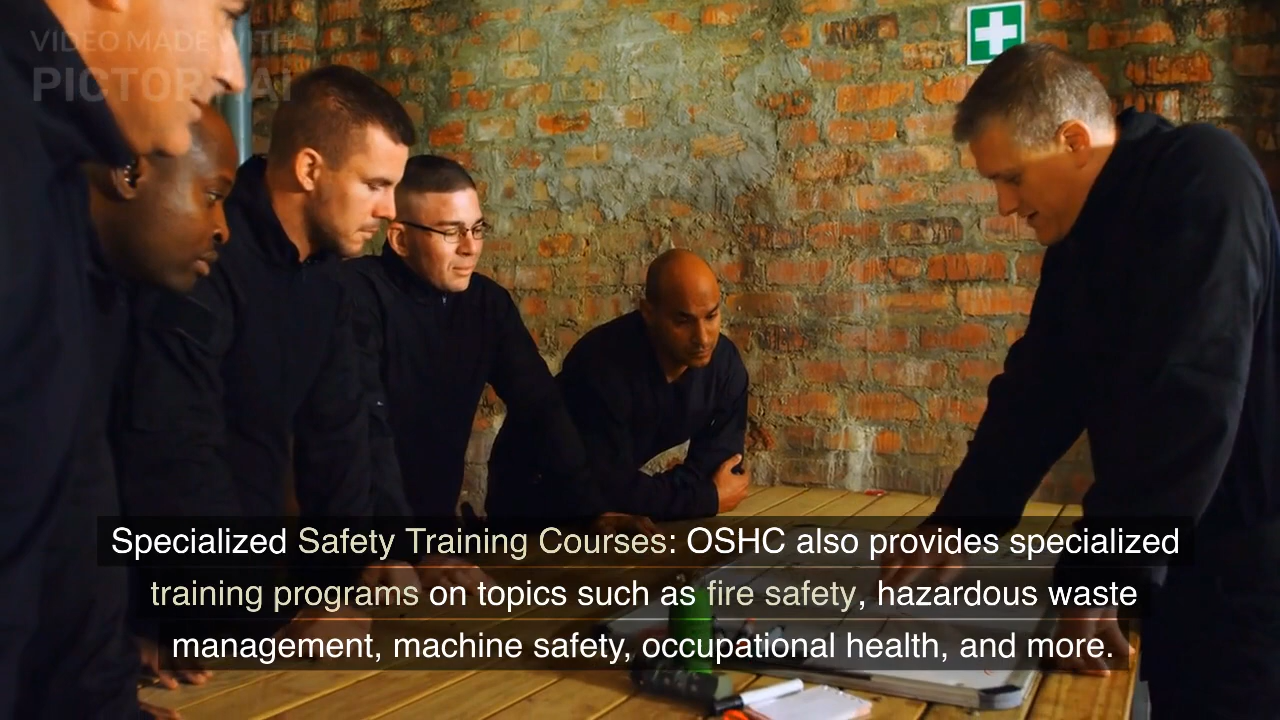 VIDEO MADE WITH
PICTORY.AI
Specialized Safety Training Courses: OSHC also provides specialized
training programs on topics such as fire safety, hazardous waste
management, machine safety, occupational health, and more.